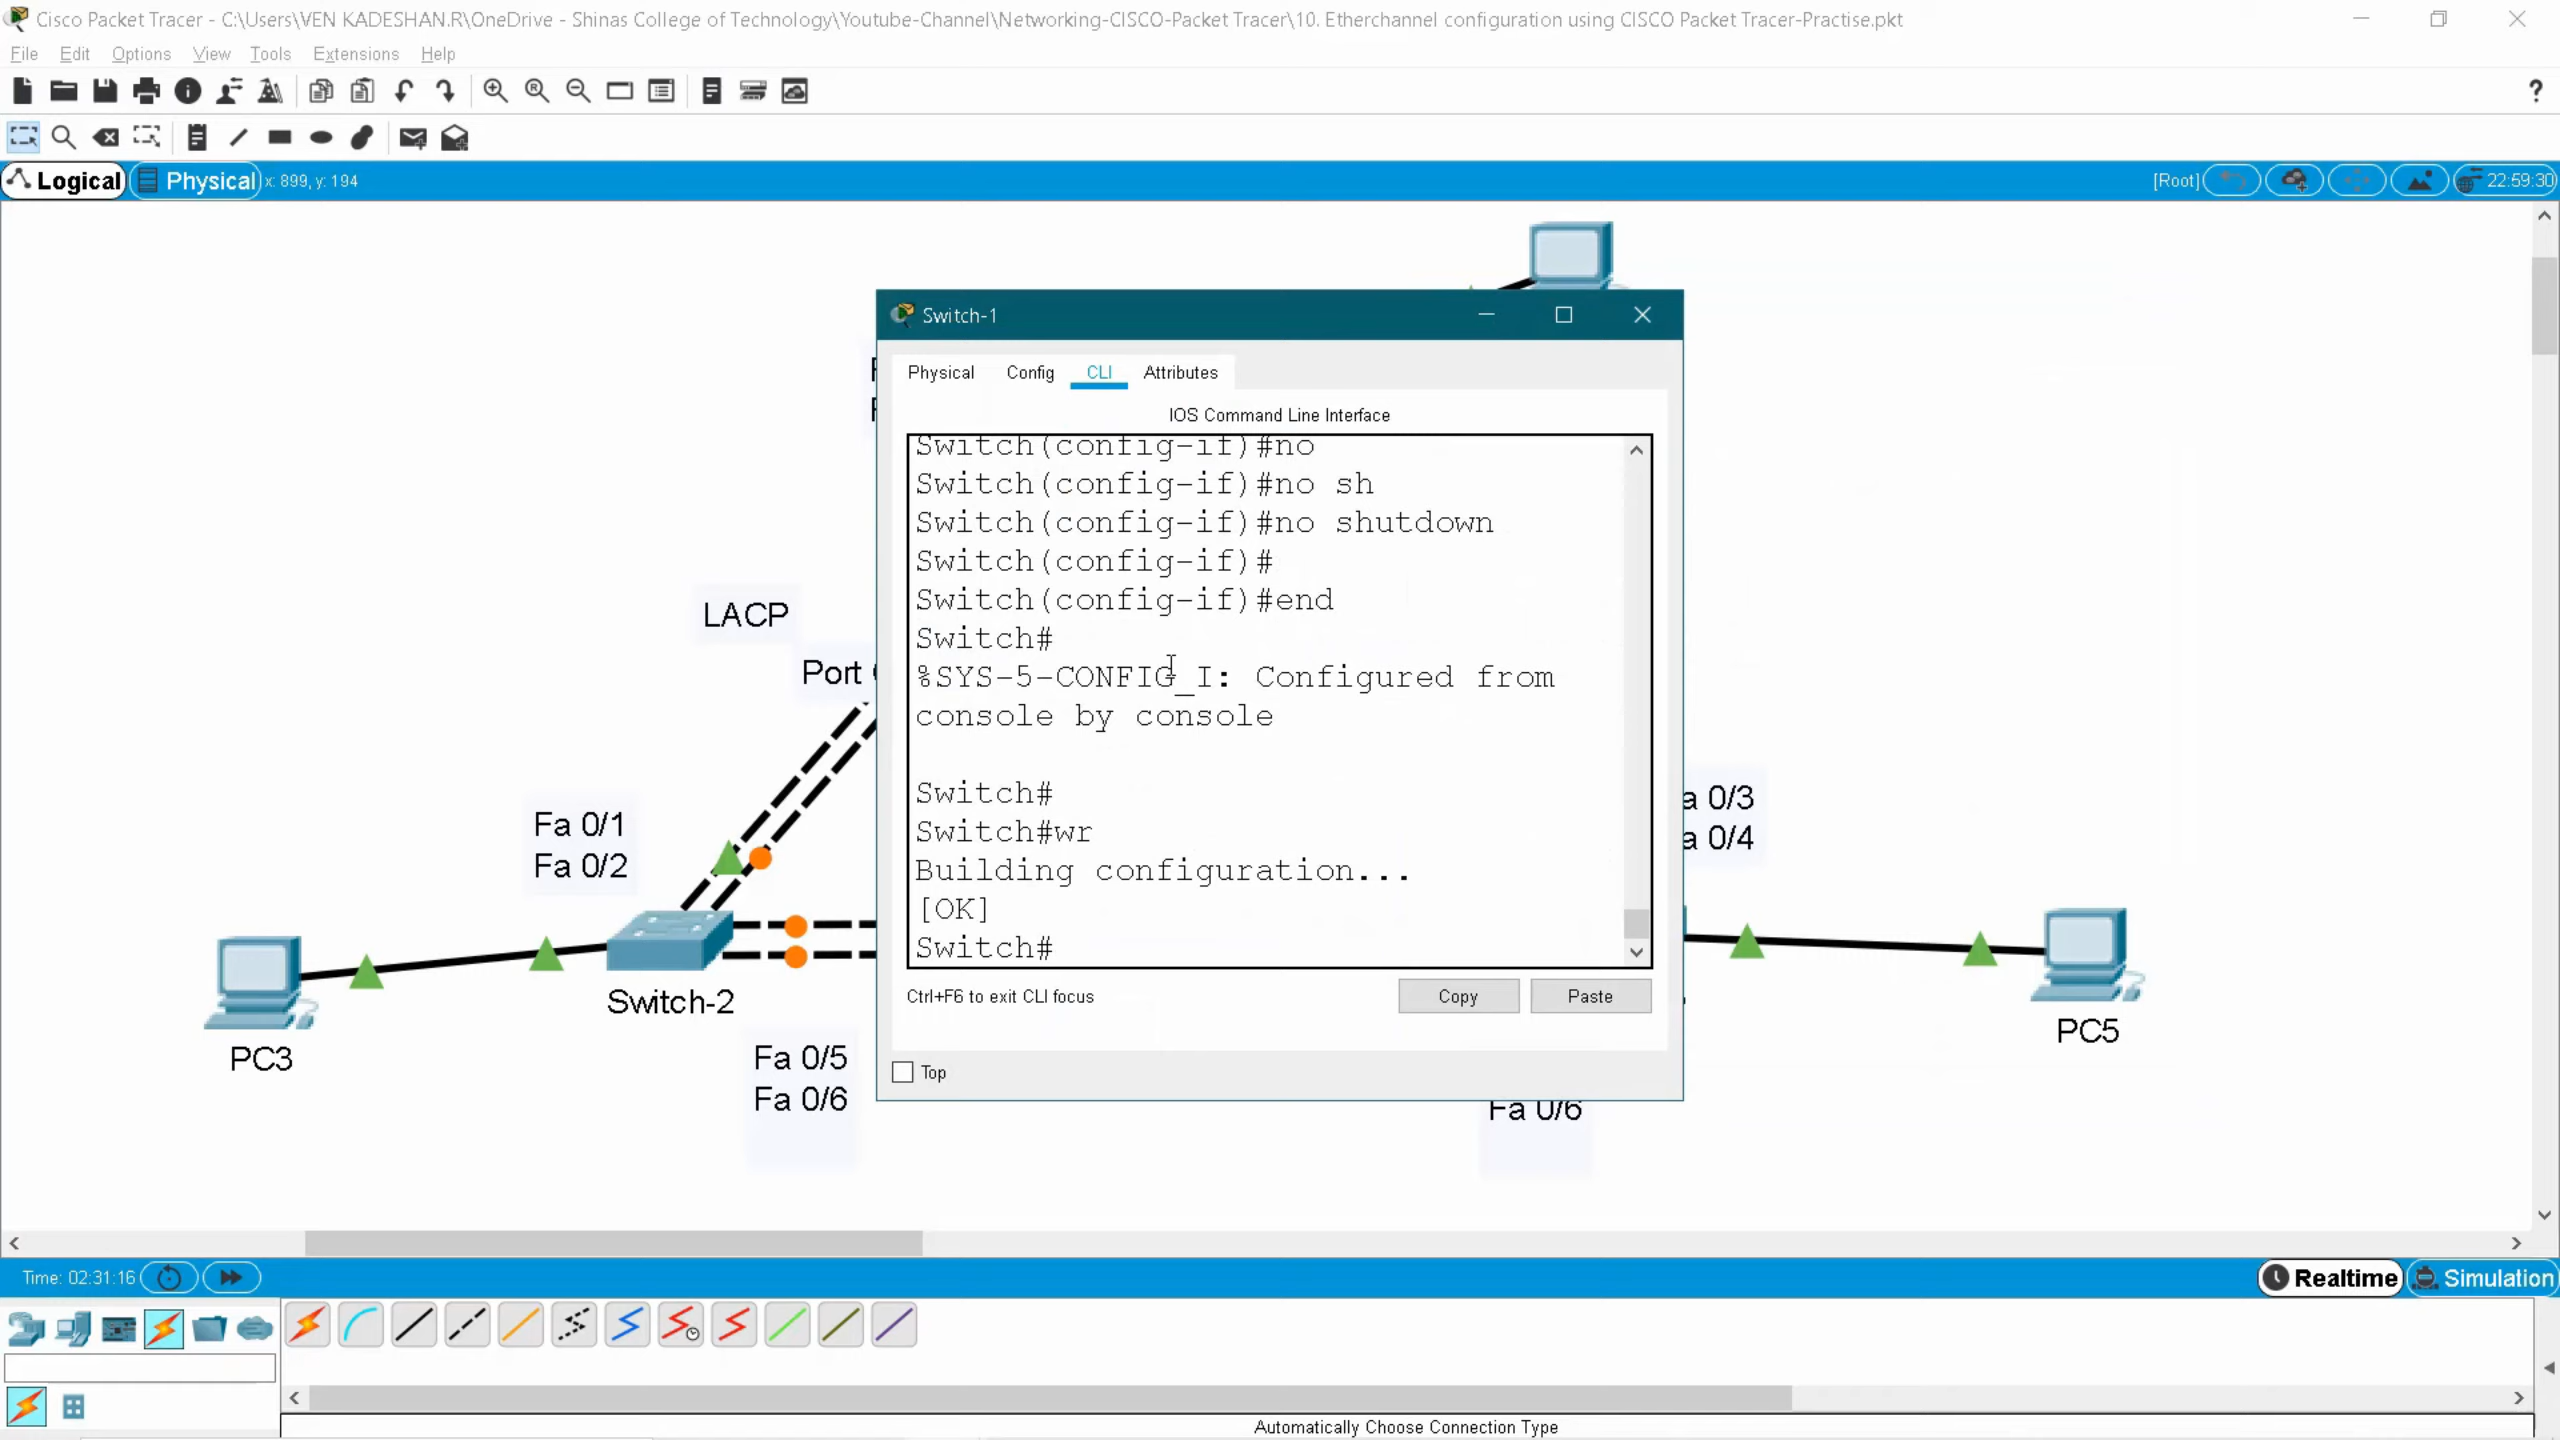 Cisco Packet Tracer - C:\Users\VEN KADESHAN.R\OneDrive - Shinas College of Technology\Youtube-Channel\Networking-CISCO-Packet Tracer\10. Etherchannel configuration using CISCO Packet Tracer-Practise.pkt
File Edit Options View Tools Extensions Help
?
Logical Physical x: 899, y: 194 [Root] 22:59:30
Switch-1
Physical Config CLI Attributes
IOS Command Line Interface
Switch(config-if)#no
Switch(config-if)#no sh
Switch(config-if)#no shutdown
Switch(config-if)#
Switch(config-if)#end
Switch#
%SYS-5-CONFIG_I: Configured from
console by console
Switch#
Switch#wr
Building configuration...
[OK]
Switch#
Ctrl+F6 to exit CLI focus
Copy Paste
Top
LACP
Port
Fa 0/1
Fa 0/2
a 0/3
a 0/4
Switch-2
PC3
PC5
Fa 0/5
Fa 0/6
Fa 0/6
Time: 02:31:16
Realtime Simulation
Automatically Choose Connection Type